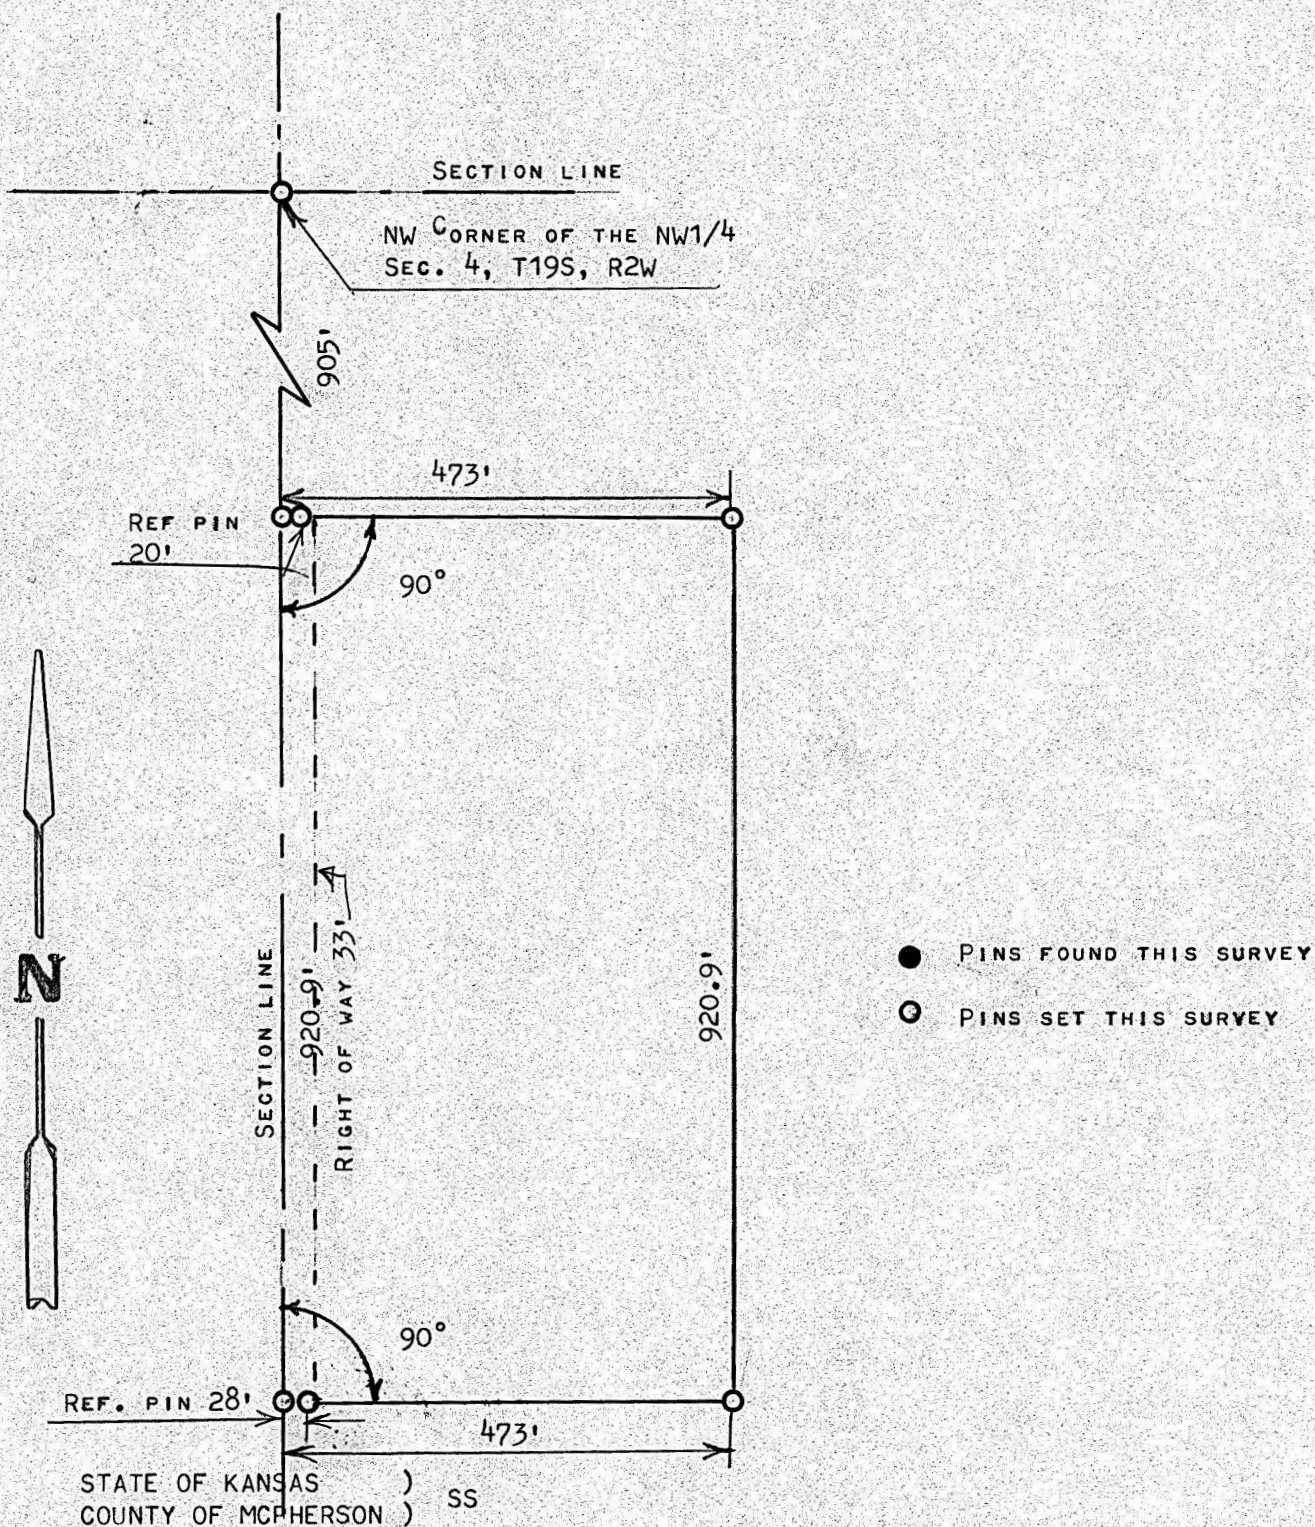 SECTION LINE
NW CORNER OF THE NW1/4
SEC. 4, T19S, R2W
905'
473'
REF PIN
20'
90°
N
SECTION LINE
920.9'
RIGHT OF WAY 33'
920.9'
PINS FOUND THIS SURVEY
PINS SET THIS SURVEY
90°
REF. PIN 28'
473'
STATE OF KANSAS )
SS
COUNTY OF MCPHERSON )